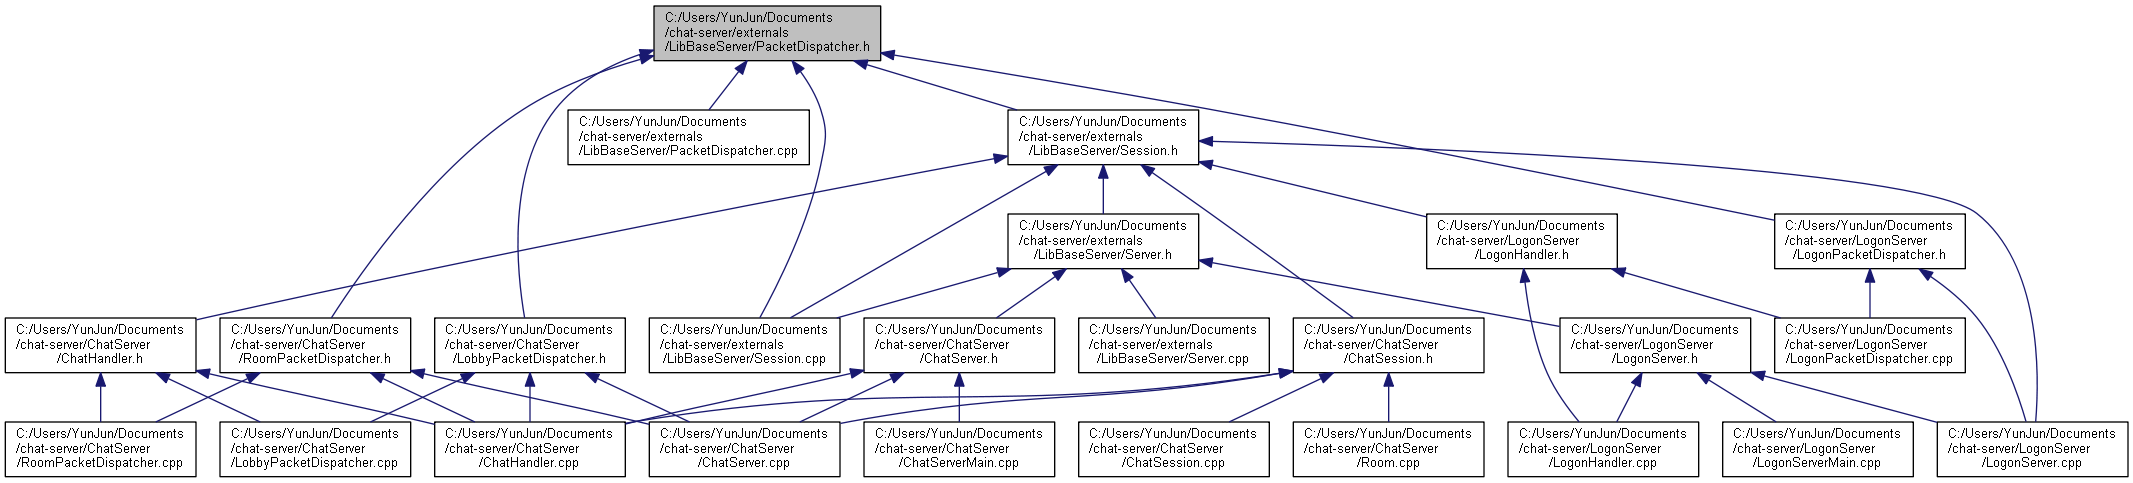 C:/Users/YunJun/Documents
/chat-server/externals
/LibBaseServer/PacketDispatcher.h
C:/Users/YunJun/Documents
/chat-server/externals
/LibBaseServer/PacketDispatcher.cpp
C:/Users/YunJun/Documents
/chat-server/externals
/LibBaseServer/Session.h
C:/Users/YunJun/Documents
/chat-server/externals
/LibBaseServer/Server.h
C:/Users/YunJun/Documents
/chat-server/LogonServer
/LogonHandler.h
C:/Users/YunJun/Documents
/chat-server/LogonServer
/LogonPacketDispatcher.h
C:/Users/YunJun/Documents
/chat-server/ChatServer
/ChatHandler.h
C:/Users/YunJun/Documents
/chat-server/ChatServer
/RoomPacketDispatcher.h
C:/Users/YunJun/Documents
/chat-server/ChatServer
/LobbyPacketDispatcher.h
C:/Users/YunJun/Documents
/chat-server/externals
/LibBaseServer/Session.cpp
C:/Users/YunJun/Documents
/chat-server/ChatServer
/ChatServer.h
C:/Users/YunJun/Documents
/chat-server/externals
/LibBaseServer/Server.cpp
C:/Users/YunJun/Documents
/chat-server/ChatServer
/ChatSession.h
C:/Users/YunJun/Documents
/chat-server/LogonServer
/LogonServer.h
C:/Users/YunJun/Documents
/chat-server/LogonServer
/LogonPacketDispatcher.cpp
C:/Users/YunJun/Documents
/chat-server/ChatServer
/RoomPacketDispatcher.cpp
C:/Users/YunJun/Documents
/chat-server/ChatServer
/LobbyPacketDispatcher.cpp
C:/Users/YunJun/Documents
/chat-server/ChatServer
/ChatHandler.cpp
C:/Users/YunJun/Documents
/chat-server/ChatServer
/ChatServer.cpp
C:/Users/YunJun/Documents
/chat-server/ChatServer
/ChatServerMain.cpp
C:/Users/YunJun/Documents
/chat-server/ChatServer
/ChatSession.cpp
C:/Users/YunJun/Documents
/chat-server/ChatServer
/Room.cpp
C:/Users/YunJun/Documents
/chat-server/LogonServer
/LogonHandler.cpp
C:/Users/YunJun/Documents
/chat-server/LogonServer
/LogonServerMain.cpp
C:/Users/YunJun/Documents
/chat-server/LogonServer
/LogonServer.cpp